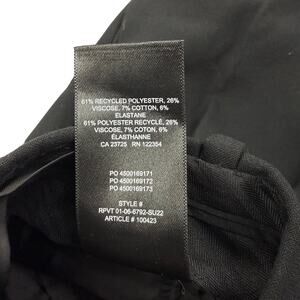 61% RECYCLED POLYESTER, 26%
VISCOSE, 7% COTTON, 6%
ELASTANE
61% POLYESTER RECYCLÉ, 26%
VISCOSE, 7% COTON, 6%
ÉLASTHANNE
CA 23725 RN 122354
PO 4500169171
PO 4500169172
PO 4500169173
STYLE #
RPVT 01-06-6792-SU22
ARTICLE # 100423